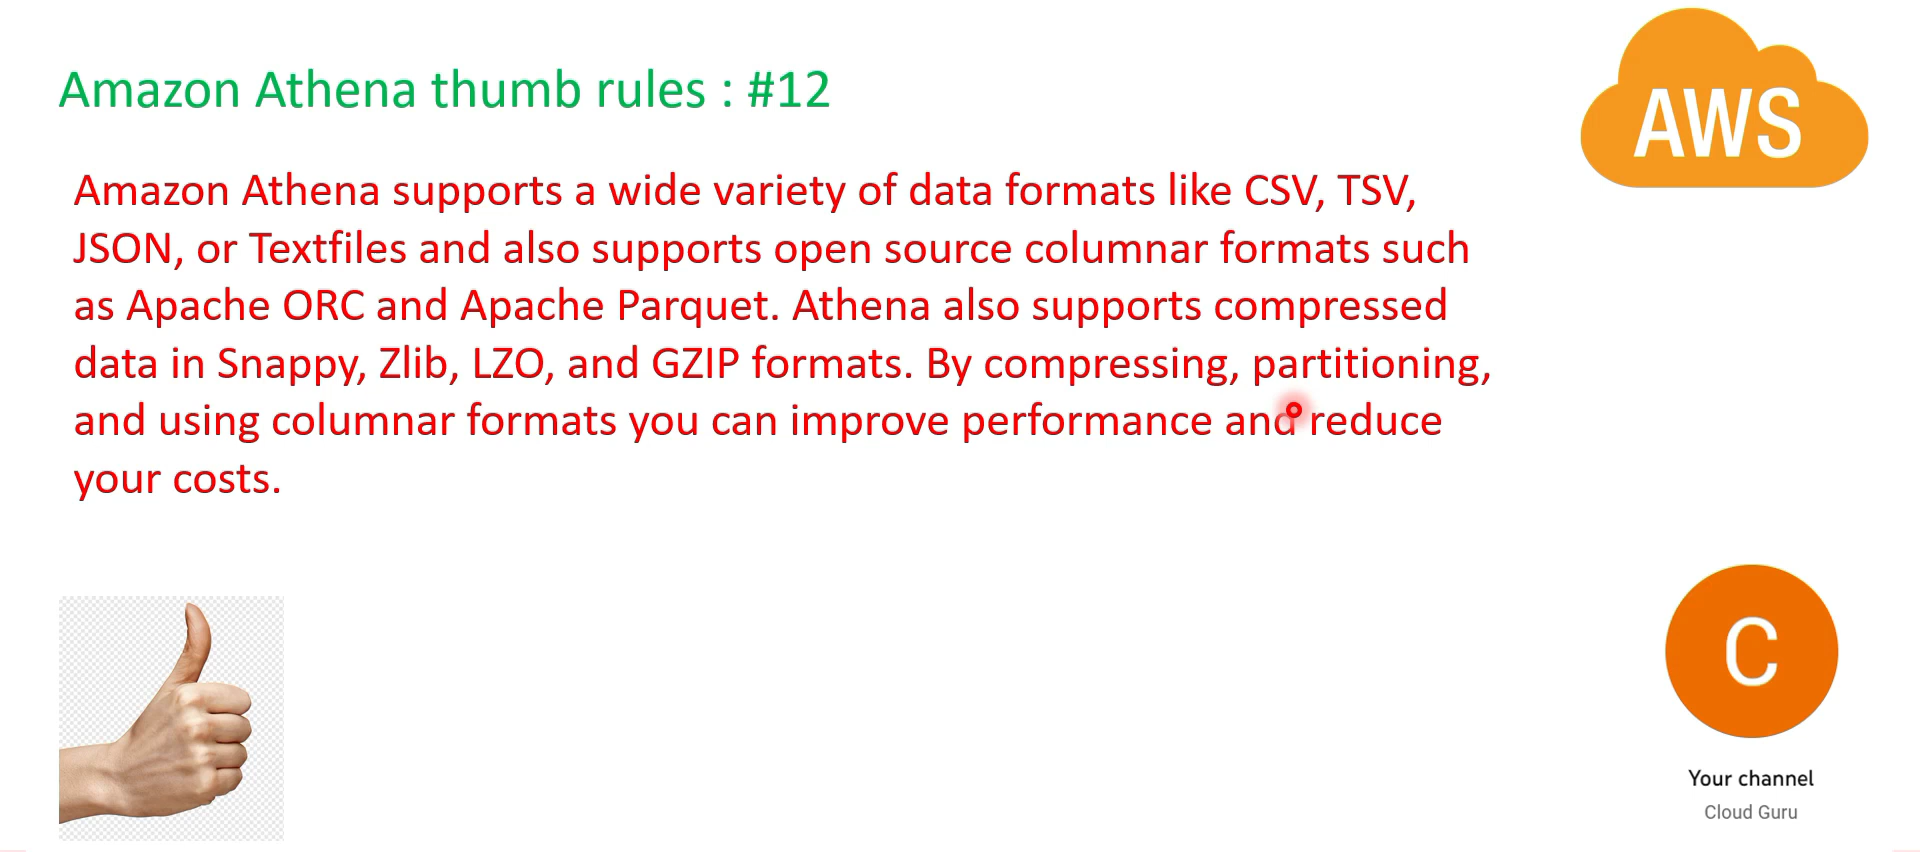 Amazon Athena thumb rules : #12
AWS
Amazon Athena supports a wide variety of data formats like CSV, TSV,
JSON, or Textfiles and also supports open source columnar formats such
as Apache ORC and Apache Parquet. Athena also supports compressed
data in Snappy, Zlib, LZO, and GZIP formats. By compressing, partitioning,
and using columnar formats you can improve performance and reduce
your costs.
C
Your channel
Cloud Guru